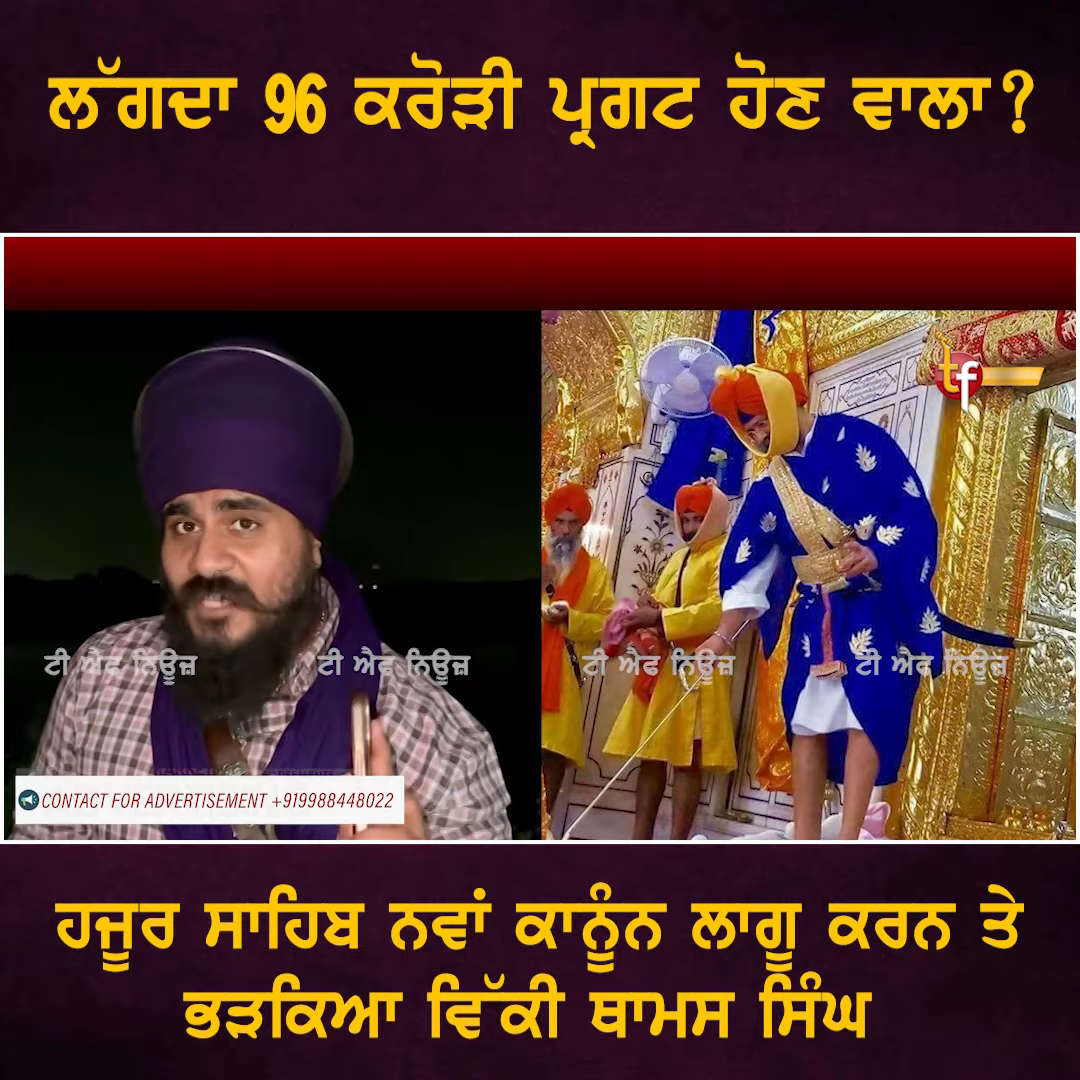 ਲੱਗਦਾ 96 ਕਰੋੜੀ ਪ੍ਰਗਟ ਹੋਣ ਵਾਲਾ?
tf
ਟੀ ਐਫ ਨਿਊਜ਼ ਟੀ ਐਫ ਨਿਊਜ਼ ਟੀ ਐਫ ਨਿਊਜ਼ ਟੀ ਐਫ ਨਿਊਜ਼
CONTACT FOR ADVERTISEMENT +919988448022
ਹਜੂਰ ਸਾਹਿਬ ਨਵਾਂ ਕਾਨੂੰਨ ਲਾਗੂ ਕਰਨ ਤੇ
ਭੜਕਿਆ ਵਿੱਕੀ ਥਾਮਸ ਸਿੰਘ